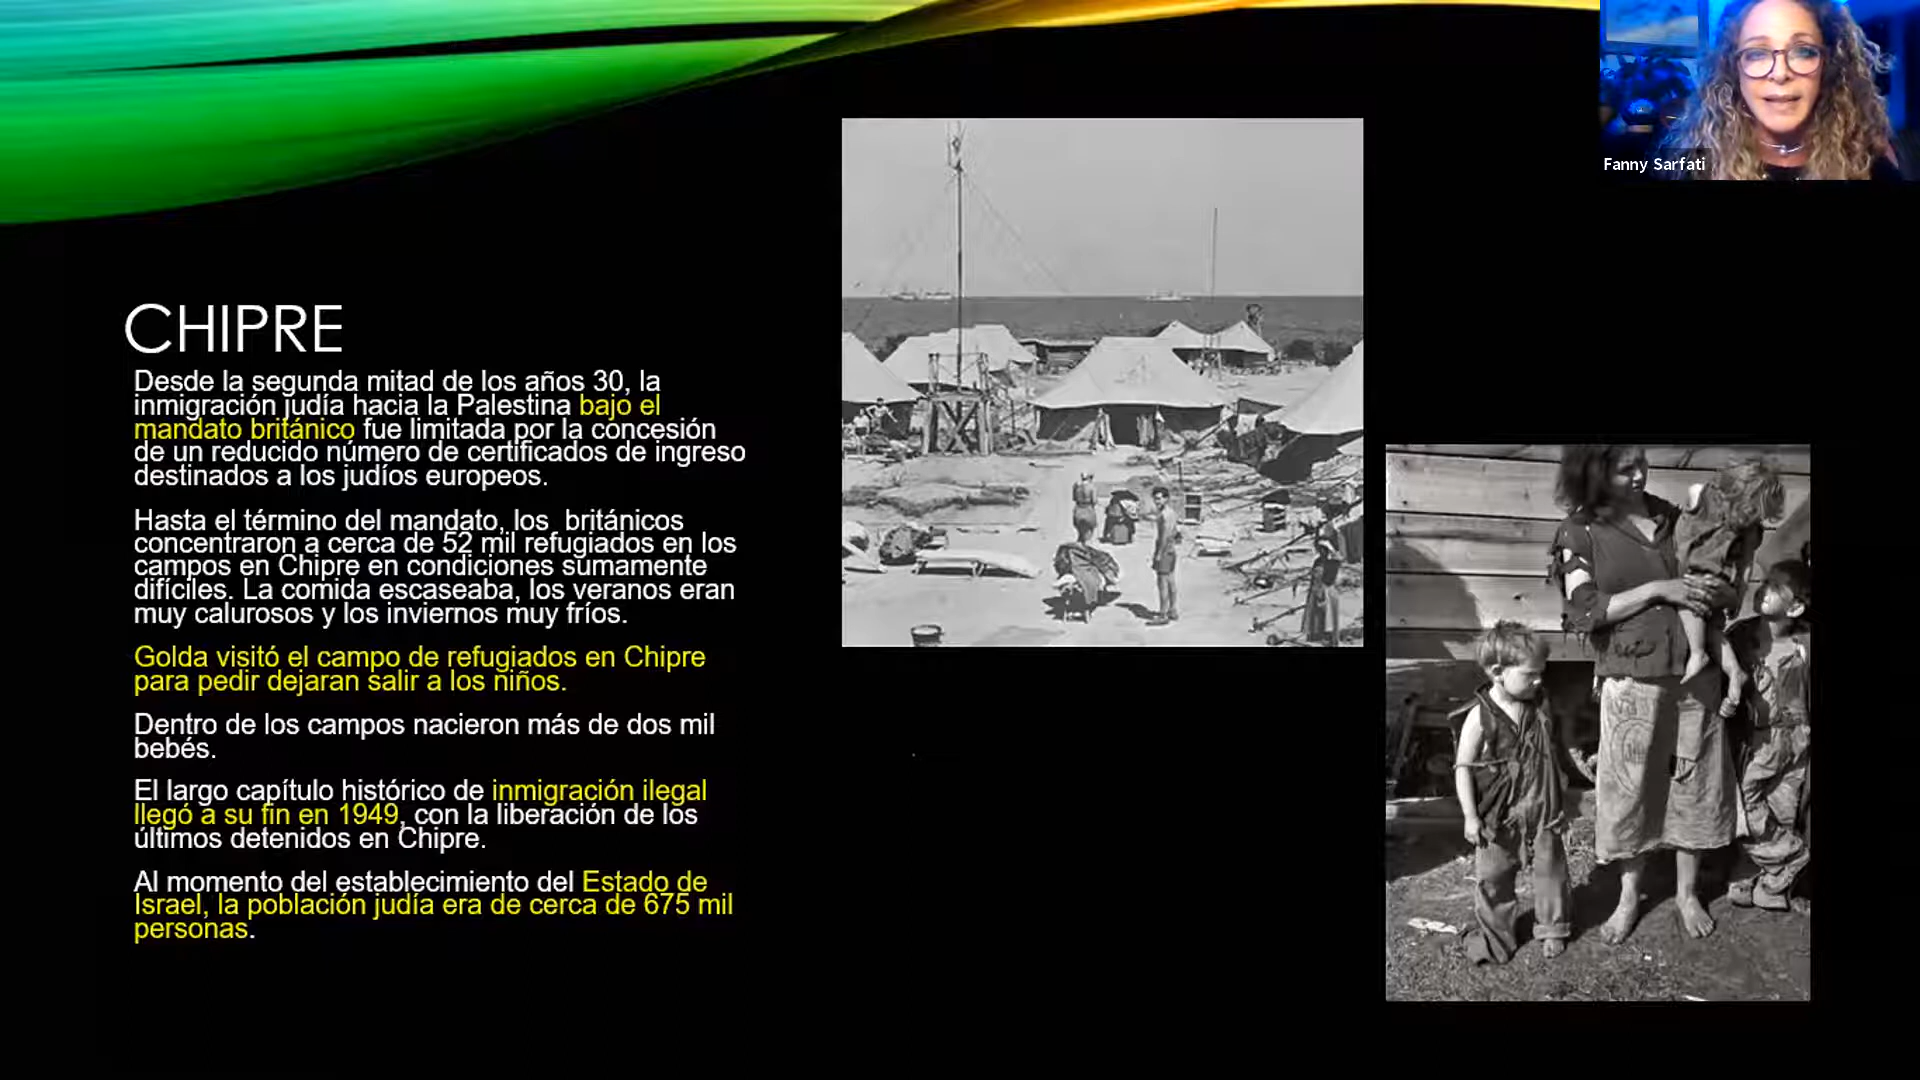 Fanny Sarfati
CHIPRE
Desde la segunda mitad de los años 30, la
inmigración judía hacia la Palestina bajo el
mandato británico fue limitada por la concesión
de un reducido número de certificados de ingreso
destinados a los judíos europeos.
Hasta el término del mandato, los  británicos
concentraron a cerca de 52 mil refugiados en los
campos en Chipre en condiciones sumamente
difíciles. La comida escaseaba, los veranos eran
muy calurosos y los inviernos muy fríos.
Golda visitó el campo de refugiados en Chipre
para pedir dejaran salir a los niños.
Dentro de los campos nacieron más de dos mil
bebés.
El largo capítulo histórico de inmigración ilegal
llegó a su fin en 1949, con la liberación de los
últimos detenidos en Chipre.
Al momento del establecimiento del Estado de
Israel, la población judía era de cerca de 675 mil
personas.